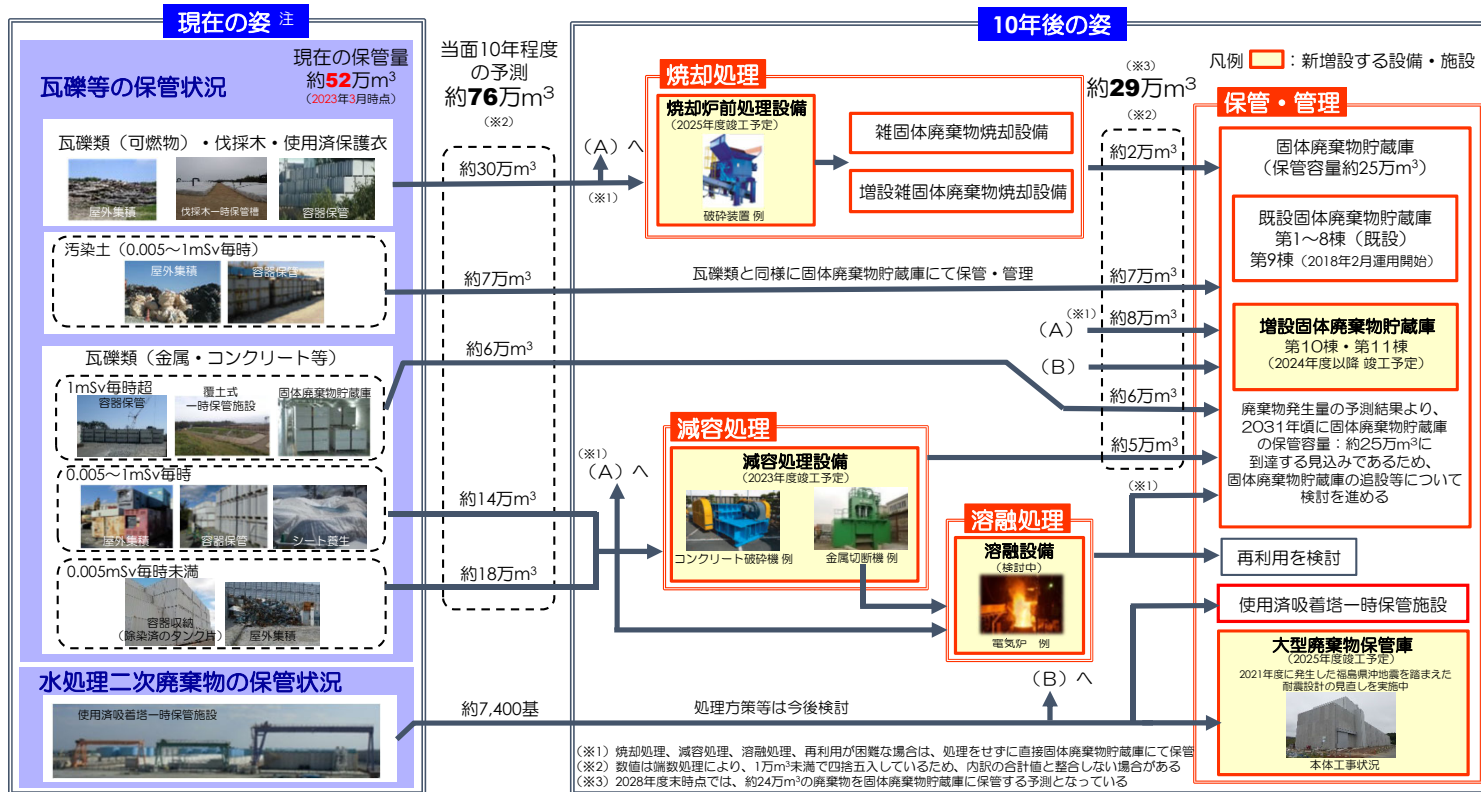 現在の姿 注
瓦礫等の保管状況
現在の保管量
約52万m³
（2023年3月時点）
瓦礫類（可燃物）・伐採木・使用済保護衣
屋外集積
伐採木一時保管槽
容器保管
汚染土（0.005～1mSv毎時）
屋外集積
容器保管
瓦礫類（金属・コンクリート等）
1mSv毎時超
容器保管
覆土式
一時保管施設
固体廃棄物貯蔵庫
0.005～1mSv毎時
屋外集積
容器保管
シート養生
0.005mSv毎時未満
容器収納
（除染済のタンク片）
屋外集積
水処理二次廃棄物の保管状況
使用済吸着塔一時保管施設
当面10年程度
の予測
約76万m³
（※2）
約30万m³
約7万m³
約6万m³
約14万m³
約18万m³
約7,400基
10年後の姿
凡例 ：新増設する設備・施設
（A）へ
（※1）
焼却処理
焼却炉前処理設備
（2025年度竣工予定）
破砕装置 例
雑固体廃棄物焼却設備
増設雑固体廃棄物焼却設備
瓦礫類と同様に固体廃棄物貯蔵庫にて保管・管理
（※1）
（A）へ
減容処理
減容処理設備
（2023年度竣工予定）
コンクリート破砕機 例
金属切断機 例
溶融処理
溶融設備
（検討中）
電気炉 例
処理方策等は今後検討
（B）へ
（※3）
約29万m³
（※2）
約2万m³
約7万m³
（A）
（※1）
約8万m³
（B）
約6万m³
約5万m³
（※1）
保管・管理
固体廃棄物貯蔵庫
（保管容量約25万m³）
既設固体廃棄物貯蔵庫
第1～8棟（既設）
第9棟（2018年2月運用開始）
増設固体廃棄物貯蔵庫
第10棟・第11棟
（2024年度以降 竣工予定）
廃棄物発生量の予測結果より、
2031年頃に固体廃棄物貯蔵庫
の保管容量：約25万m³に
到達する見込みであるため、
固体廃棄物貯蔵庫の追設等について
検討を進める
再利用を検討
使用済吸着塔一時保管施設
大型廃棄物保管庫
（2025年度竣工予定）
2021年度に発生した福島県沖地震を踏まえた
耐震設計の見直しを実施中
本体工事状況
（※1）焼却処理、減容処理、溶融処理、再利用が困難な場合は、処理をせずに直接固体廃棄物貯蔵庫にて保管
（※2）数値は端数処理により、1万m³未満で四捨五入しているため、内訳の合計値と整合しない場合がある
（※3）2028年度末時点では、約24万m³の廃棄物を固体廃棄物貯蔵庫に保管する予測となっている